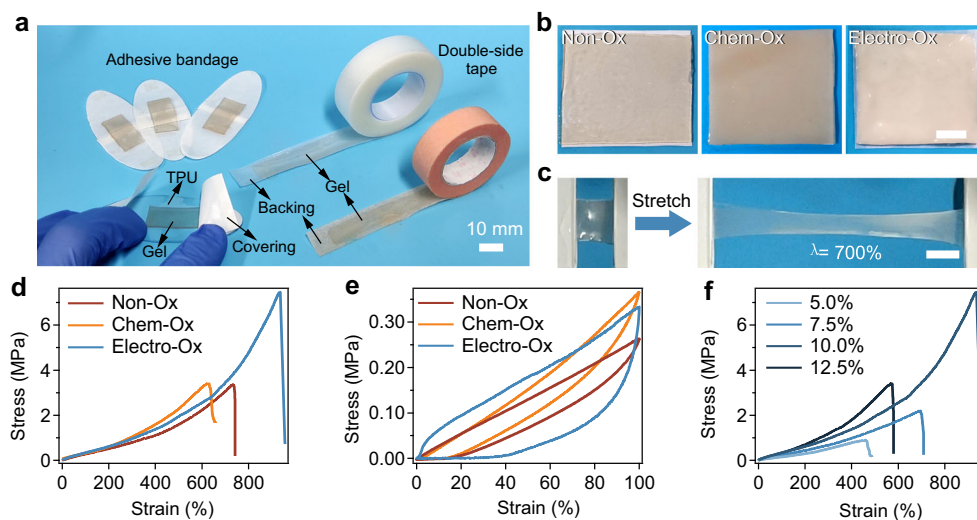 a
Adhesive bandage
Double-side
tape
TPU
Gel
Backing
Gel
Covering
10 mm
b
Non-Ox
Chem-Ox
Electro-Ox
c
Stretch
λ= 700%
d
Non-Ox
Chem-Ox
Electro-Ox
6
4
2
0
Stress (MPa)
0 200 400 600 800
Strain (%)
e
Non-Ox
Chem-Ox
Electro-Ox
0.30
0.20
0.10
0.00
Stress (MPa)
0 20 40 60 80 100
Strain (%)
f
5.0%
7.5%
10.0%
12.5%
6
4
2
0
Stress (MPa)
0 200 400 600 800
Strain (%)